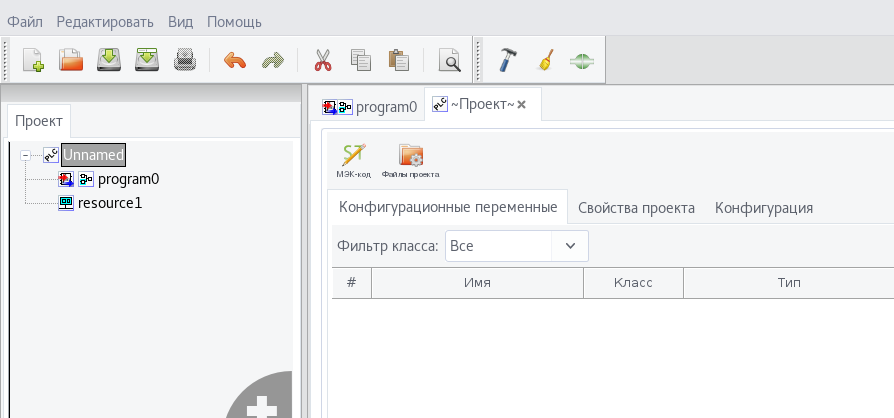 Файл Редактировать Вид Помощь
Проект
program0 ~Проект~
Unnamed
program0
resource1
ST
МЭК-код Файлы проекта
Конфигурационные переменные Свойства проекта Конфигурация
Фильтр класса: Все
# Имя Класс Тип